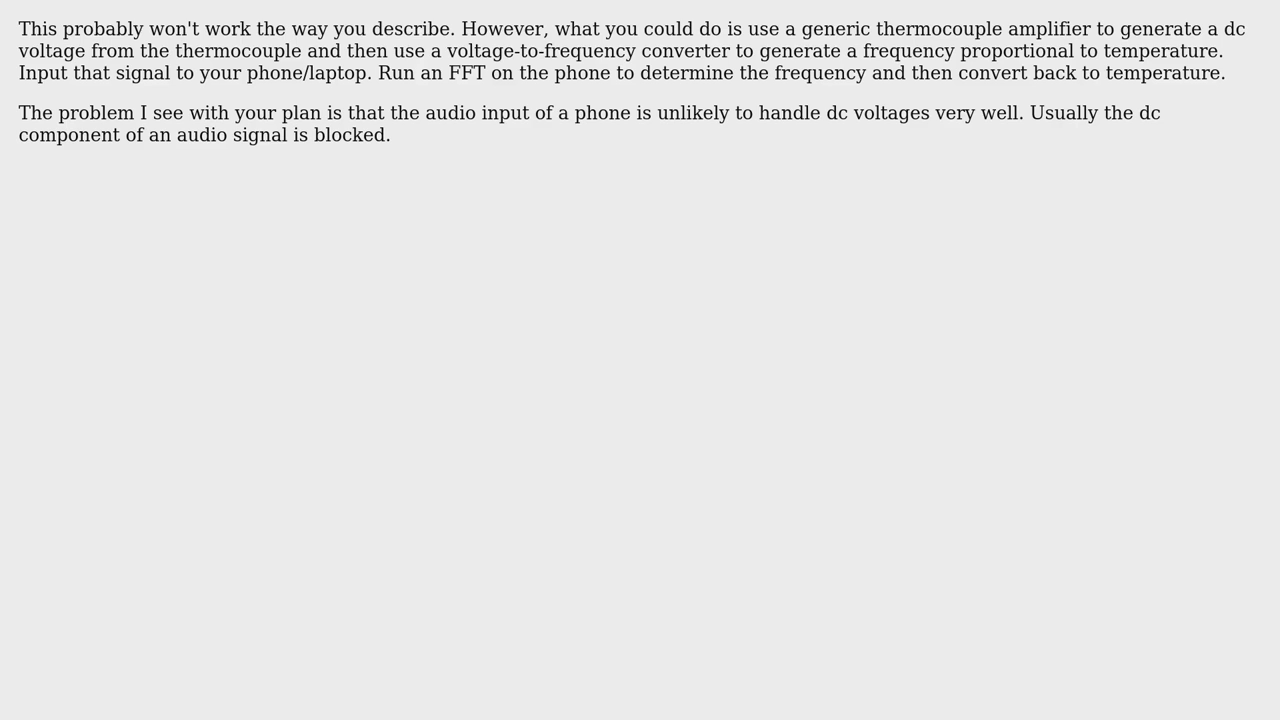 This probably won't work the way you describe. However, what you could do is use a generic thermocouple amplifier to generate a dc
voltage from the thermocouple and then use a voltage-to-frequency converter to generate a frequency proportional to temperature.
Input that signal to your phone/laptop. Run an FFT on the phone to determine the frequency and then convert back to temperature.
The problem I see with your plan is that the audio input of a phone is unlikely to handle dc voltages very well. Usually the dc
component of an audio signal is blocked.